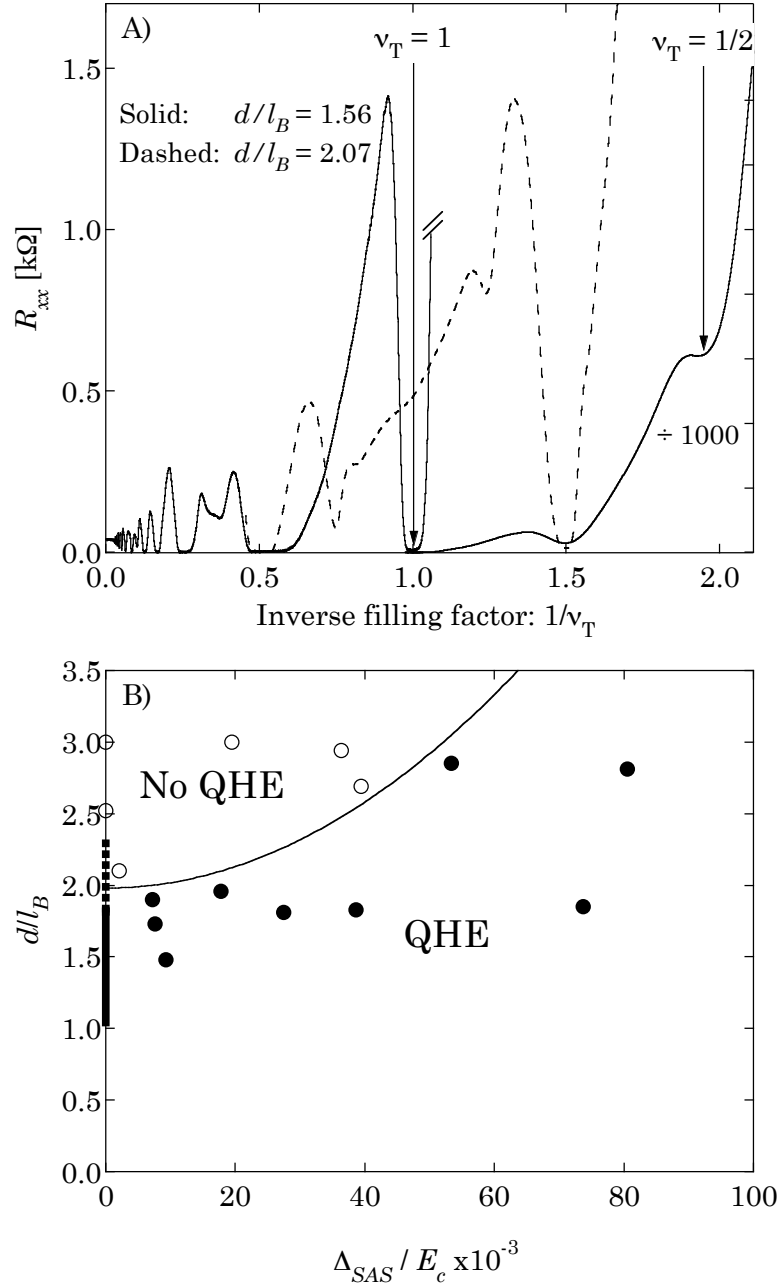 A)
ν_T = 1
ν_T = 1/2
Solid: d/l_B = 1.56
Dashed: d/l_B = 2.07
÷ 1000
R_xx [kΩ]
1.5
1.0
0.5
0.0
0.0 0.5 1.0 1.5 2.0
Inverse filling factor: 1/ν_T
B)
No QHE
QHE
d/l_B
3.5
3.0
2.5
2.0
1.5
1.0
0.5
0.0
0 20 40 60 80 100
Δ_SAS / E_c x10^-3